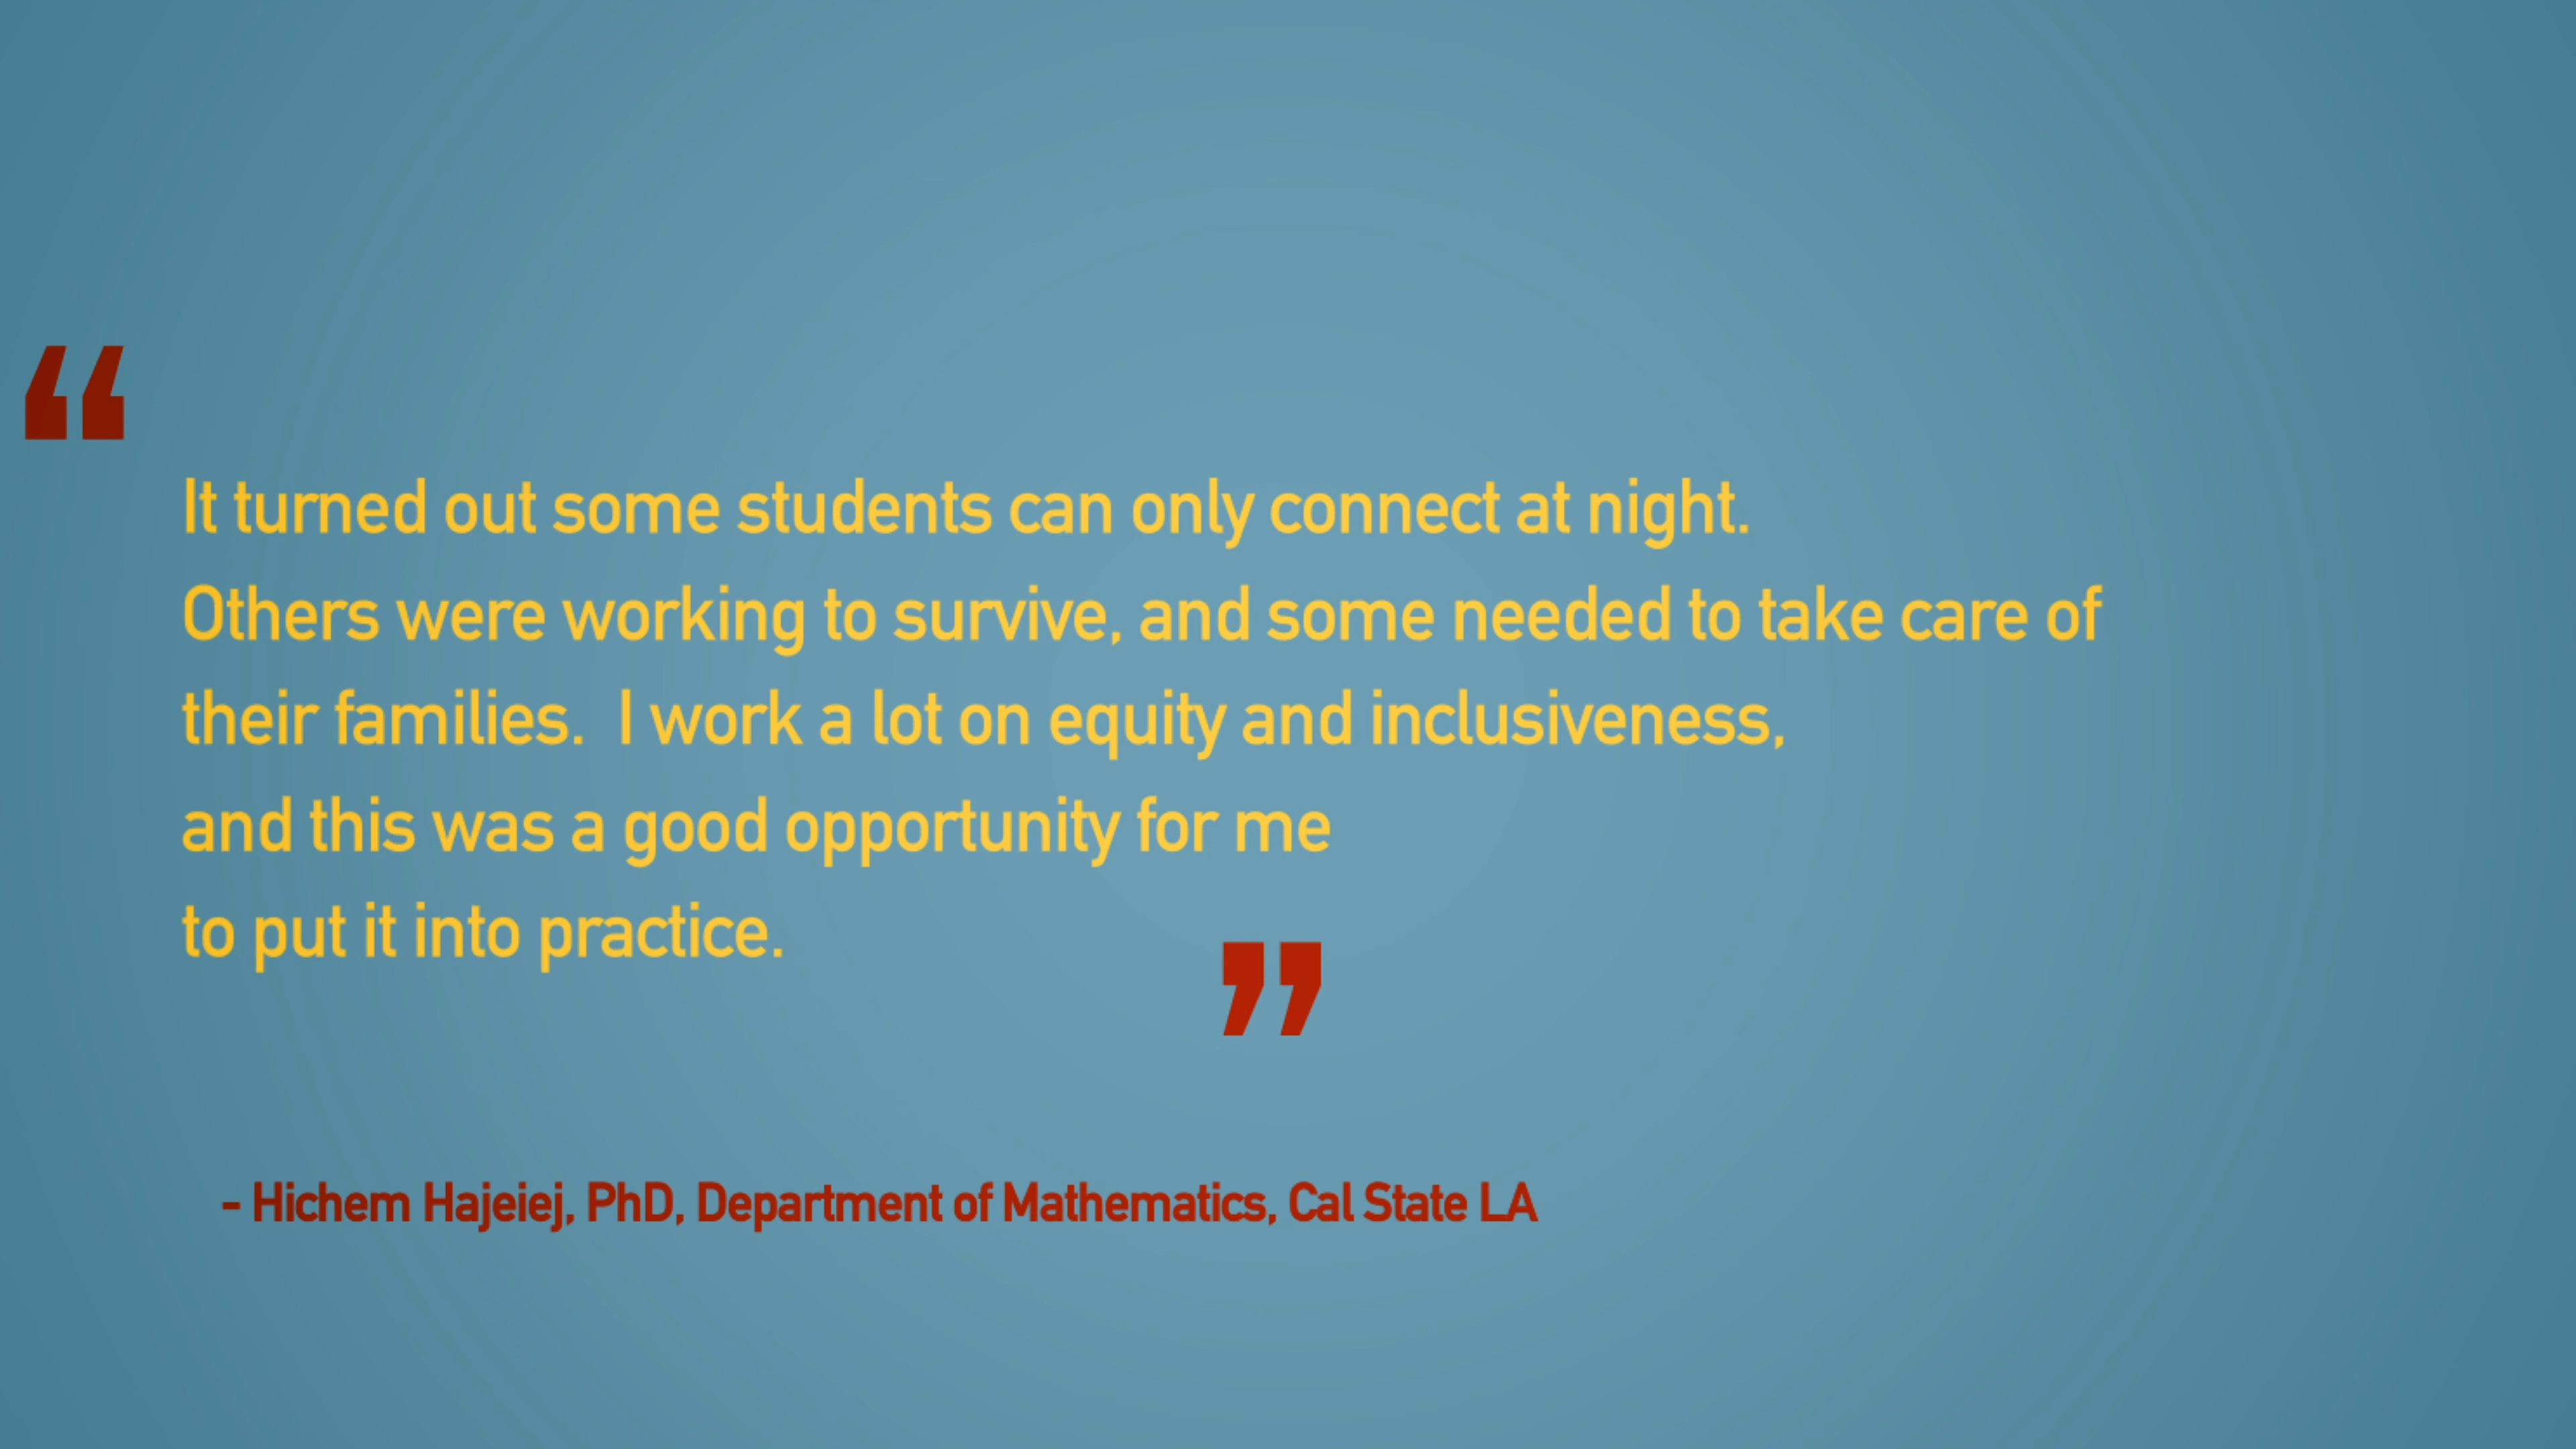 “
It turned out some students can only connect at night.
Others were working to survive, and some needed to take care of
their families.  I work a lot on equity and inclusiveness,
and this was a good opportunity for me
to put it into practice.
”
- Hichem Hajeiej, PhD, Department of Mathematics, Cal State LA